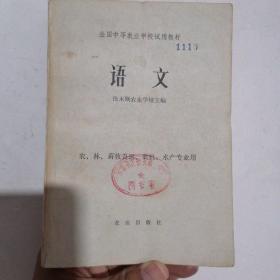 全国中等农业学校试用教材
111
语文
佳木斯农业学校主编
农、林、畜牧兽医、农机、水产专业用
农业出版社